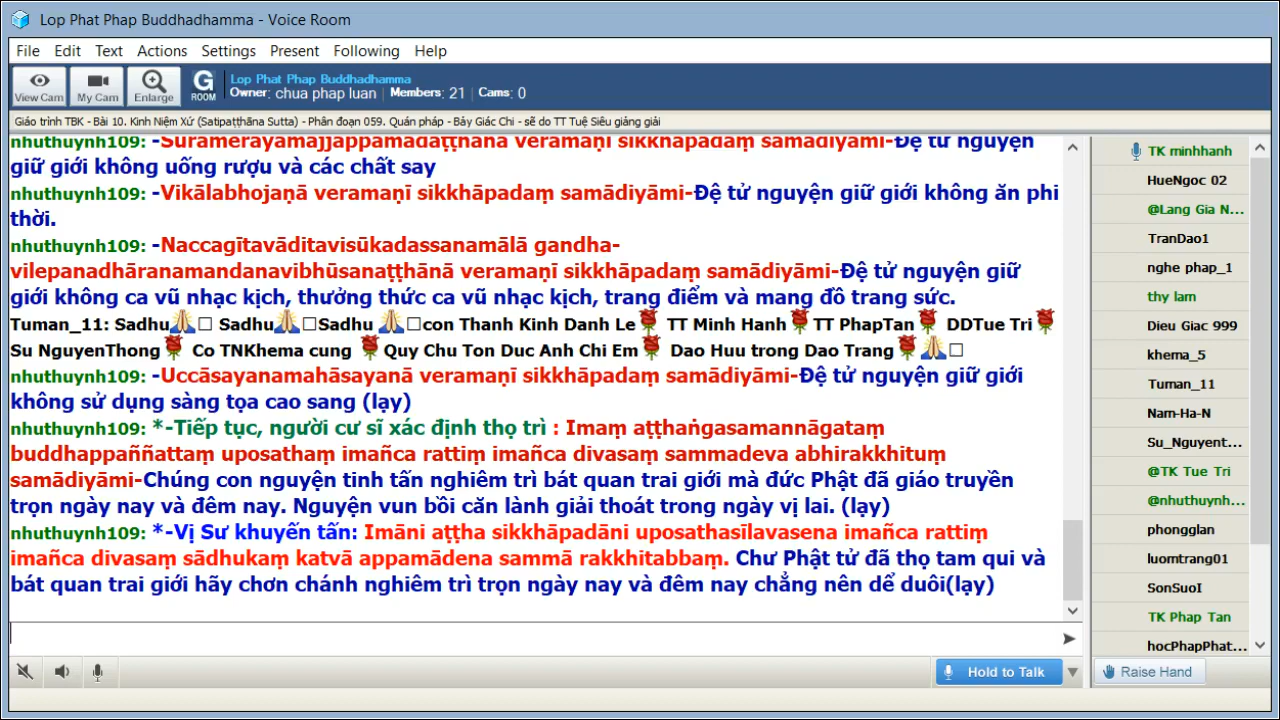 Lop Phat Phap Buddhadhamma - Voice Room
File Edit Text Actions Settings Present Following Help
View Cam My Cam Enlarge G ROOM
Lop Phat Phap Buddhadhamma
Owner: chua phap luan Members: 21 Cams: 0
Giáo trình TBK - Bài 10. Kinh Niệm Xứ (Satipaṭṭhāna Sutta) - Phân đoạn 059. Quán pháp - Bảy Giác Chi - sẽ do TT Tuệ Siêu giảng giải
nhuthuynh109: -Surāmerayamajjappamādaṭṭhānā veramaṇī sikkhāpadaṃ samādiyāmi-Đệ tử nguyện
giữ giới không uống rượu và các chất say
nhuthuynh109: -Vikālabhojaṇā veramaṇī sikkhāpadaṃ samādiyāmi-Đệ tử nguyện giữ giới không ăn phi
thời.
nhuthuynh109: -Naccagītavāditavisūkadassanamālā gandha-
vilepanadhāranamandanavibhūsanaṭṭhānā veramaṇī sikkhāpadaṃ samādiyāmi-Đệ tử nguyện giữ
giới không ca vũ nhạc kịch, thưởng thức ca vũ nhạc kịch, trang điểm và mang đồ trang sức.
Tuman_11: Sadhu🙏□ Sadhu🙏□Sadhu 🙏□con Thanh Kinh Danh Le🌹 TT Minh Hanh🌹TT PhapTan🌹 DDTue Tri🌹
Su NguyenThong🌹 Co TNKhema cung 🌹Quy Chu Ton Duc Anh Chi Em🌹 Dao Huu trong Dao Trang🌹🙏□
nhuthuynh109: -Uccāsayanamahāsayanā veramaṇī sikkhāpadaṃ samādiyāmi-Đệ tử nguyện giữ giới
không sử dụng sàng tọa cao sang (lạy)
nhuthuynh109: *-Tiếp tục, người cư sĩ xác định thọ trì : Imaṃ aṭṭhaṅgasamannāgataṃ
buddhappaññattaṃ uposathaṃ imañca rattiṃ imañca divasaṃ sammadeva abhirakkhituṃ
samādiyāmi-Chúng con nguyện tinh tấn nghiêm trì bát quan trai giới mà đức Phật đã giáo truyền
trọn ngày nay và đêm nay. Nguyện vun bồi căn lành giải thoát trong ngày vị lai. (lạy)
nhuthuynh109: *-Vị Sư khuyến tấn: Imāni aṭṭha sikkhāpadāni uposathasīlavasena imañca rattiṃ
imañca divasaṃ sādhukaṃ katvā appamādena sammā rakkhitabbaṃ. Chư Phật tử đã thọ tam qui và
bát quan trai giới hãy chơn chánh nghiêm trì trọn ngày nay và đêm nay chẳng nên dể duôi(lạy)
Hold to Talk
TK minhhanh
HueNgoc 02
@Lang Gia N...
TranDao1
nghe phap_1
thy lam
Dieu Giac 999
khema_5
Tuman_11
Nam-Ha-N
Su_Nguyent...
@TK Tue Tri
@nhuthuynh...
phongglan
luomtrang01
SonSuoI
TK Phap Tan
hocPhapPhat...
Raise Hand